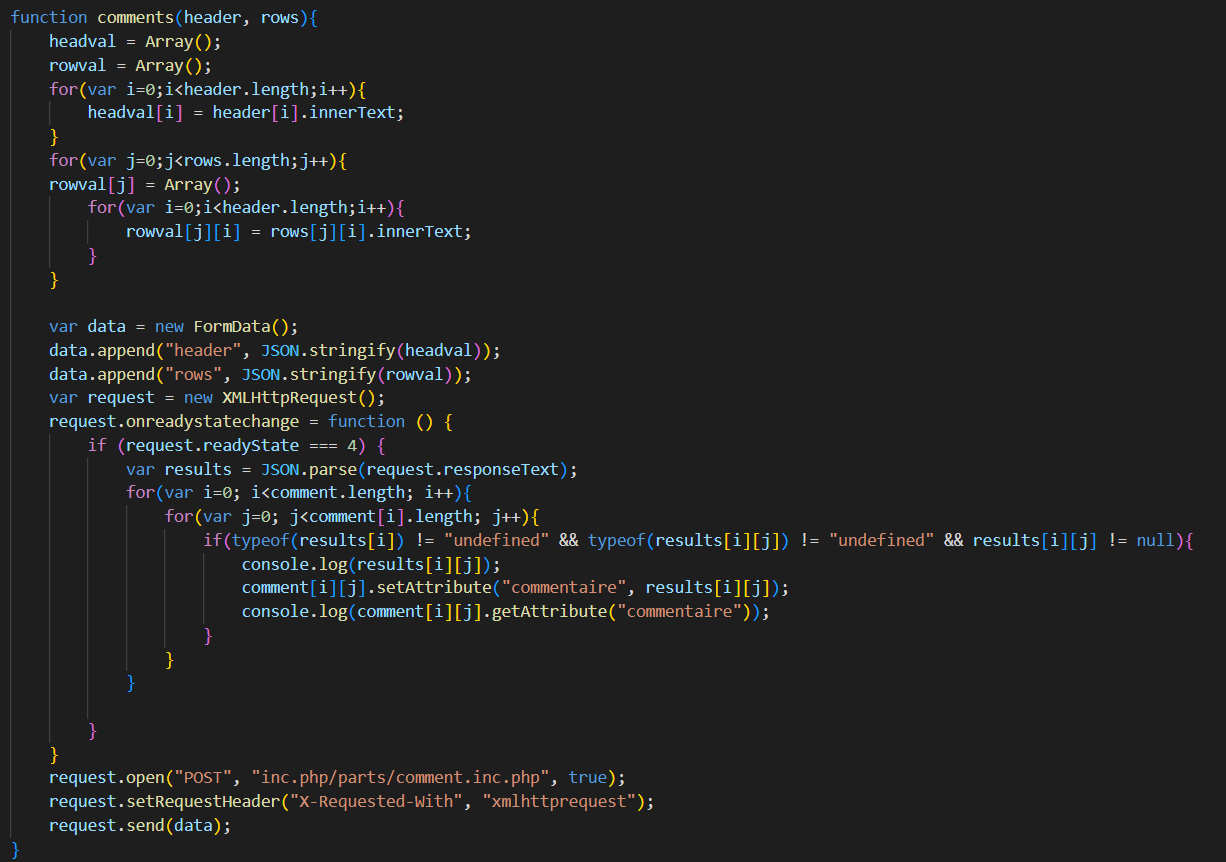 function comments(header, rows){
    headval = Array();
    rowval = Array();
    for(var i=0;i<header.length;i++){
        headval[i] = header[i].innerText;
    }
    for(var j=0;j<rows.length;j++){
    rowval[j] = Array();
        for(var i=0;i<header.length;i++){
            rowval[j][i] = rows[j][i].innerText;
        }
    }

    var data = new FormData();
    data.append("header", JSON.stringify(headval));
    data.append("rows", JSON.stringify(rowval));
    var request = new XMLHttpRequest();
    request.onreadystatechange = function () {
        if (request.readyState === 4) {
            var results = JSON.parse(request.responseText);
            for(var i=0; i<comment.length; i++){
                for(var j=0; j<comment[i].length; j++){
                    if(typeof(results[i]) != "undefined" && typeof(results[i][j]) != "undefined" && results[i][j] != null){
                        console.log(results[i][j]);
                        comment[i][j].setAttribute("commentaire", results[i][j]);
                        console.log(comment[i][j].getAttribute("commentaire"));
                    }
                }
            }

        }
    }
    request.open("POST", "inc.php/parts/comment.inc.php", true);
    request.setRequestHeader("X-Requested-With", "xmlhttprequest");
    request.send(data);
}